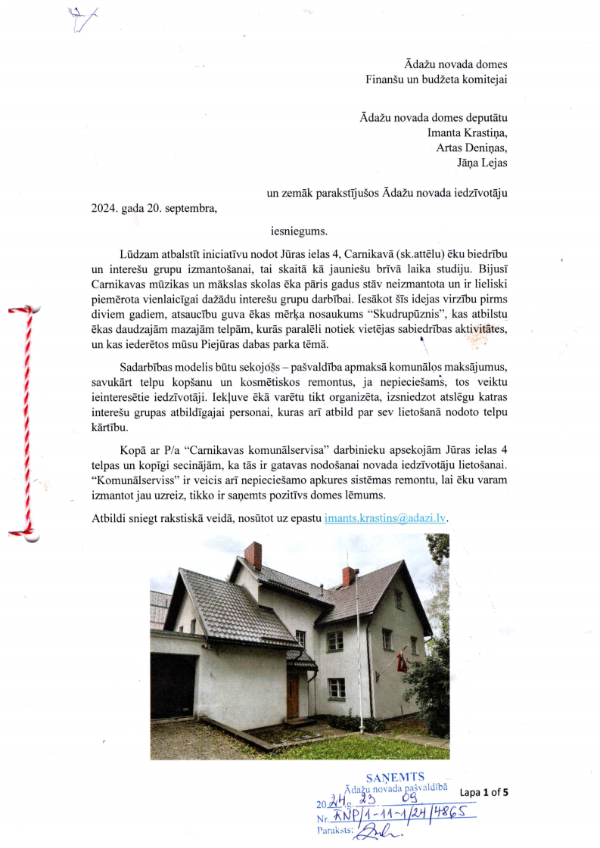 Ādažu novada domes
Finanšu un budžeta komitejai
Ādažu novada domes deputātu
Imanta Krastiņa,
Artas Deniņas,
Jāņa Lejas
un zemāk parakstījušos Ādažu novada iedzīvotāju
2024. gada 20. septembra,
iesniegums.
Lūdzam atbalstīt iniciatīvu nodot Jūras ielas 4, Carnikavā (sk.attēlu) ēku biedrību
un interešu grupu izmantošanai, tai skaitā kā jauniešu brīvā laika studiju. Bijusī
Carnikavas mūzikas un mākslas skolas ēka pāris gadus stāv neizmantota un ir lieliski
piemērota vienlaicīgai dažādu interešu grupu darbībai. Iesākot šīs idejas virzību pirms
diviem gadiem, atsaucību guva ēkas mērķa nosaukums “Skudrupūznis”, kas atbilstu
ēkas daudzajām mazajām telpām, kurās paralēli notiek vietējas sabiedrības aktivitātes,
un kas iederētos mūsu Piejūras dabas parka tēmā.
Sadarbības modelis būtu sekojošs – pašvaldība apmaksā komunālos maksājumus,
savukārt telpu kopšanu un kosmētiskos remontus, ja nepieciešams, tos veiktu
ieinteresētie iedzīvotāji. Iekļuve ēkā varētu tikt organizēta, izsniedzot atslēgu katras
interešu grupas atbildīgajai personai, kuras arī atbild par sev lietošanā nodoto telpu
kārtību.
Kopā ar P/a “Carnikavas komunālservisa” darbinieku apsekojām Jūras ielas 4
telpas un kopīgi secinājām, ka tās ir gatavas nodošanai novada iedzīvotāju lietošanai.
“Komunālserviss” ir veicis arī nepieciešamo apkures sistēmas remontu, lai ēku varam
izmantot jau uzreiz, tikko ir saņemts pozitīvs domes lēmums.
Atbildi sniegt rakstiskā veidā, nosūtot uz epastu imants.krastins@adazi.lv.
SAŅEMTS
Ādažu novada pašvaldībā
2024.g. 23. 09.
Lapa 1 of 5
Nr. ĀNP/1-11-1/24/4865
Paraksts: